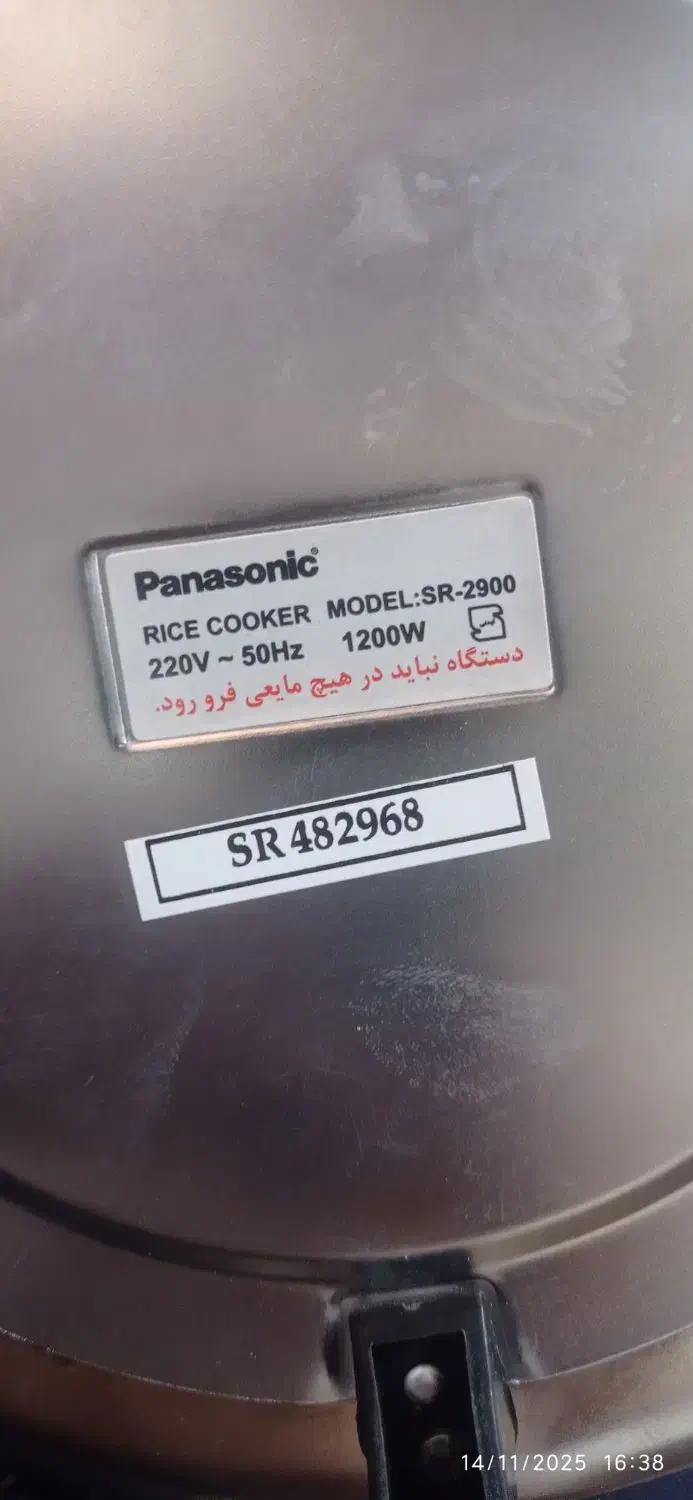 Panasonic
RICE COOKER MODEL:SR-2900
220V ~ 50Hz 1200W
دستگاه نباید در هیچ مایعی فرو رود.
SR 482968
14/11/2025 16:38